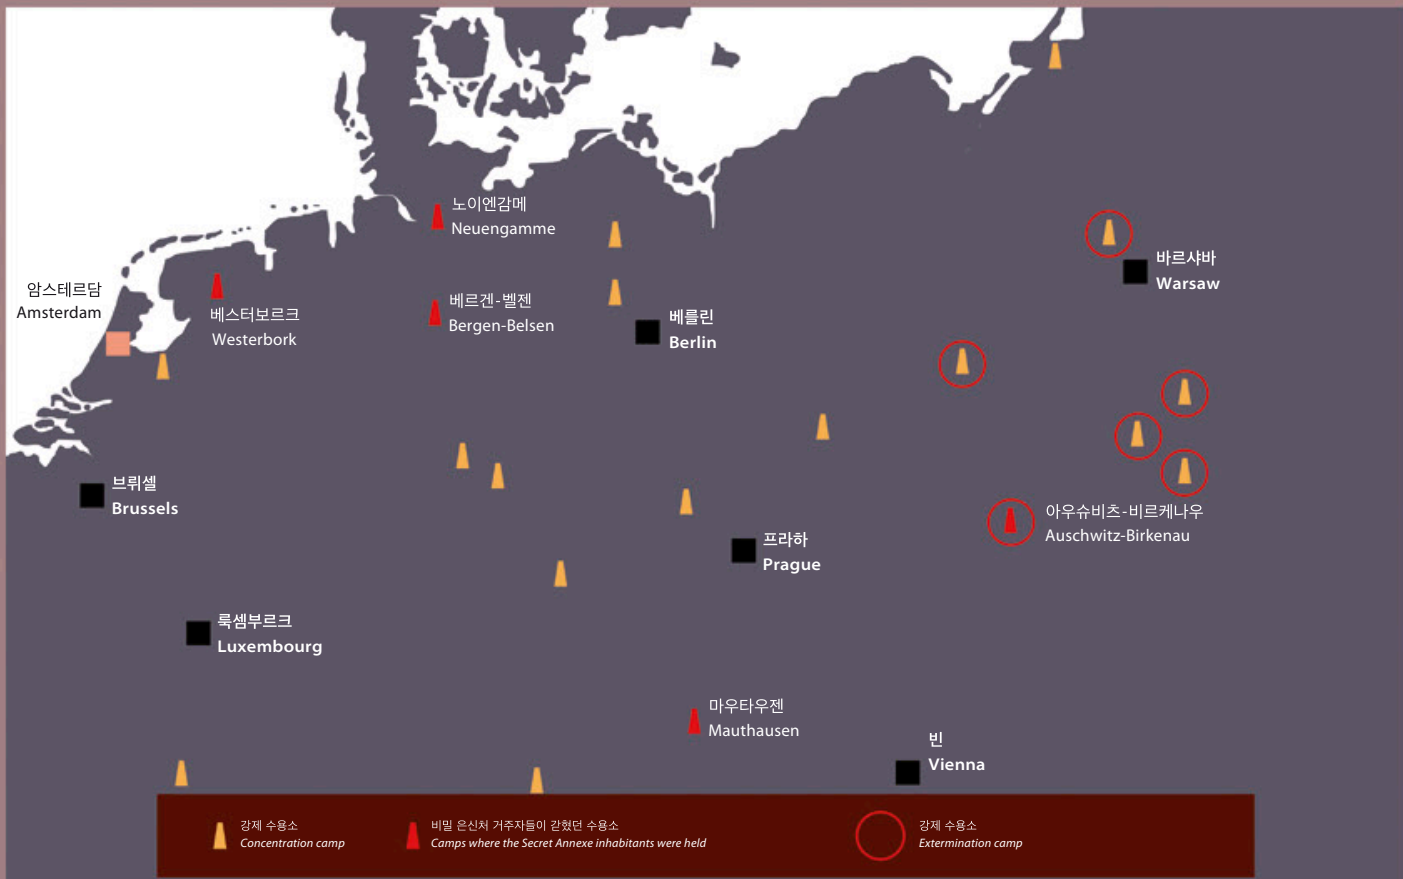 노이엔감메
Neuengamme
바르샤바
Warsaw
암스테르담
Amsterdam
베스터보르크
Westerbork
베르겐-벨젠
Bergen-Belsen
베를린
Berlin
브뤼셀
Brussels
아우슈비츠-비르케나우
Auschwitz-Birkenau
프라하
Prague
룩셈부르크
Luxembourg
마우타우젠
Mauthausen
빈
Vienna
강제 수용소
Concentration camp
비밀 은신처 거주자들이 갇혔던 수용소
Camps where the Secret Annexe inhabitants were held
강제 수용소
Extermination camp